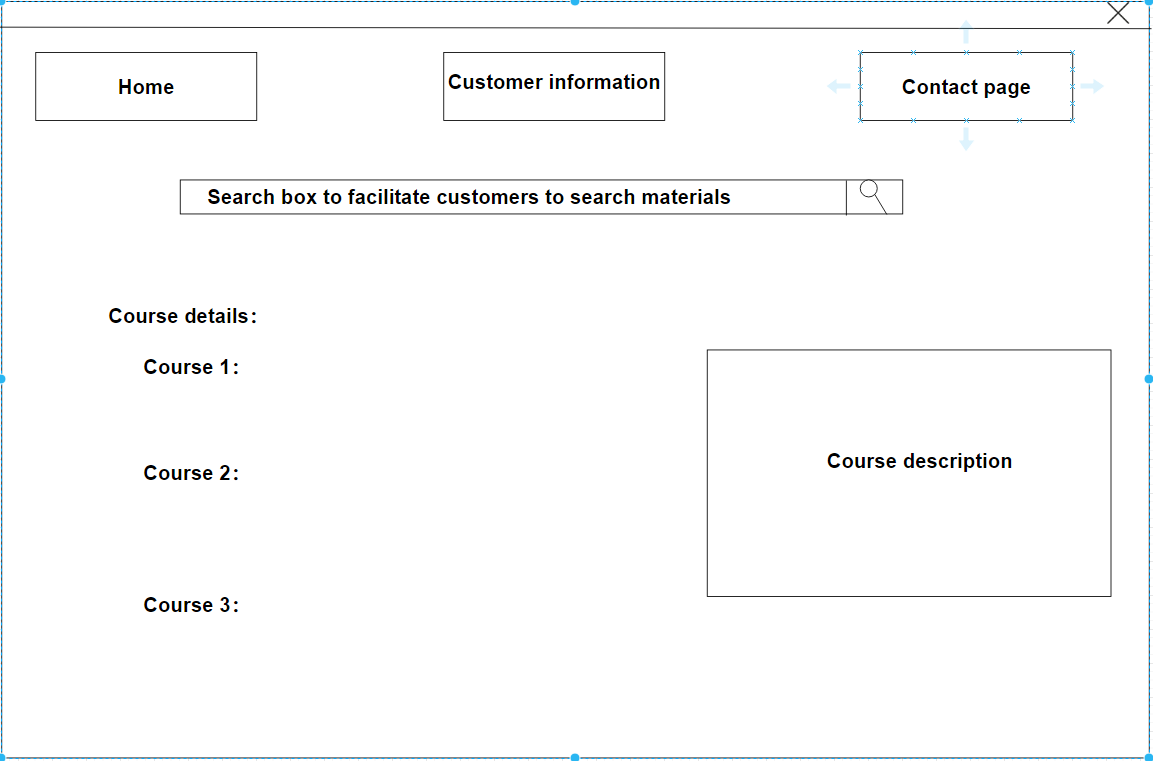 Home
Customer information
Contact page
Search box to facilitate customers to search materials
Course details:
Course 1:
Course 2:
Course description
Course 3: